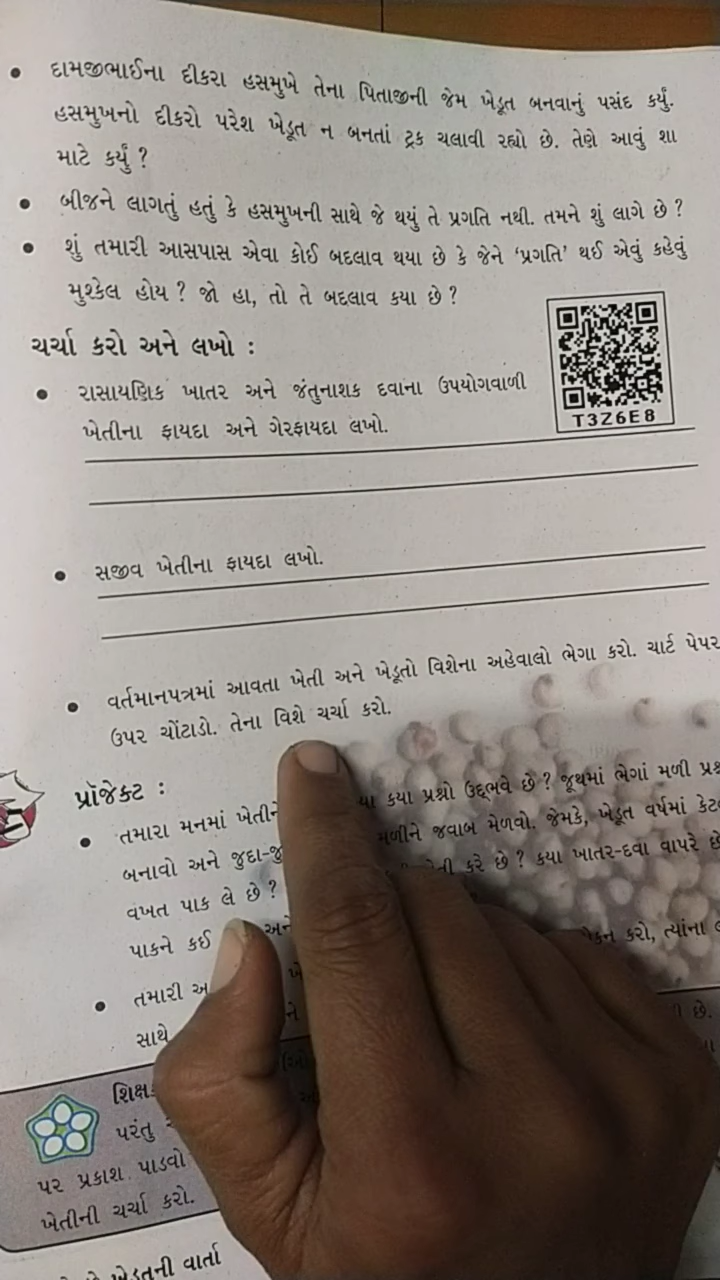 • દામજીભાઈના દીકરા હસમુખે તેના પિતાજીની જેમ ખેડૂત બનવાનું પસંદ કર્યું.
હસમુખનો દીકરો પરેશ ખેડૂત ન બનતાં ટ્રક ચલાવી રહ્યો છે. તેણે આવું શા
માટે કર્યું ?
• બીજને લાગતું હતું કે હસમુખની સાથે જે થયું તે પ્રગતિ નથી. તમને શું લાગે છે ?
• શું તમારી આસપાસ એવા કોઈ બદલાવ થયા છે કે જેને ‘પ્રગતિ’ થઈ એવું કહેવું
મુશ્કેલ હોય ? જો હા, તો તે બદલાવ કયા છે ?
ચર્ચા કરો અને લખો :
• રાસાયણિક ખાતર અને જંતુનાશક દવાના ઉપયોગવાળી
ખેતીના ફાયદા અને ગેરફાયદા લખો.
T3Z6E8
• સજીવ ખેતીના ફાયદા લખો.
• વર્તમાનપત્રમાં આવતા ખેતી અને ખેડૂતો વિશેના અહેવાલો ભેગા કરો. ચાર્ટ પેપર
ઉપર ચોંટાડો. તેના વિશે ચર્ચા કરો.
પ્રૉજેક્ટ :
• તમારા મનમાં કયા પ્રશ્નો ઉદ્ભવે છે ? જૂથમાં ભેગાં મળી
બનાવો અને મળીને જવાબ મેળવો. જેમકે, ખેડૂત વર્ષમાં
વખત પાક લે છે ? કરે છે ? કયા ખાતર-દવા વાપરે છે
પાકને કઈ કરો, ત્યાંના
• તમારી
સાથે
પરંતુ
પર પ્રકાશ પાડવો
ખેતીની ચર્ચા કરો.
ખેડૂતની વાર્તા